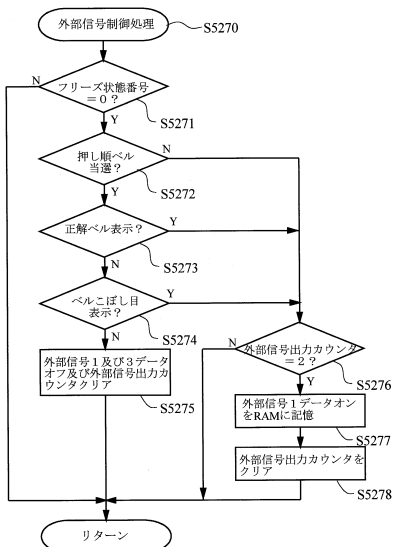 外部信号制御処理
S5270
N
フリーズ状態番号
=0？
S5271
Y
押し順ベル
当選？
N
S5272
Y
正解ベル表示？
Y
S5273
N
ベルこぼし目
表示？
Y
S5274
N
外部信号出力カウンタ
=2？
N
S5276
外部信号１及び３データ
オフ及び外部信号出力カ
ウンタクリア
S5275
Y
外部信号１データオン
をRAMに記憶
S5277
外部信号出力カウンタを
クリア
S5278
リターン